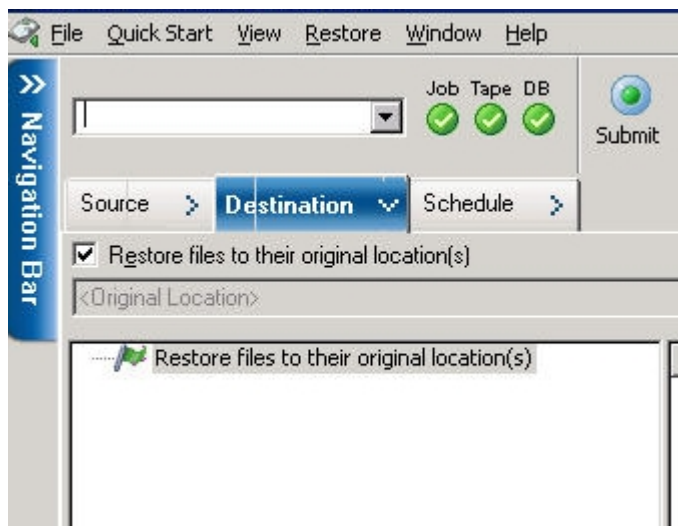 File Quick Start View Restore Window Help
Navigation Bar
Job Tape DB
Submit
Source Destination Schedule
Restore files to their original location(s)
<Original Location>
Restore files to their original location(s)